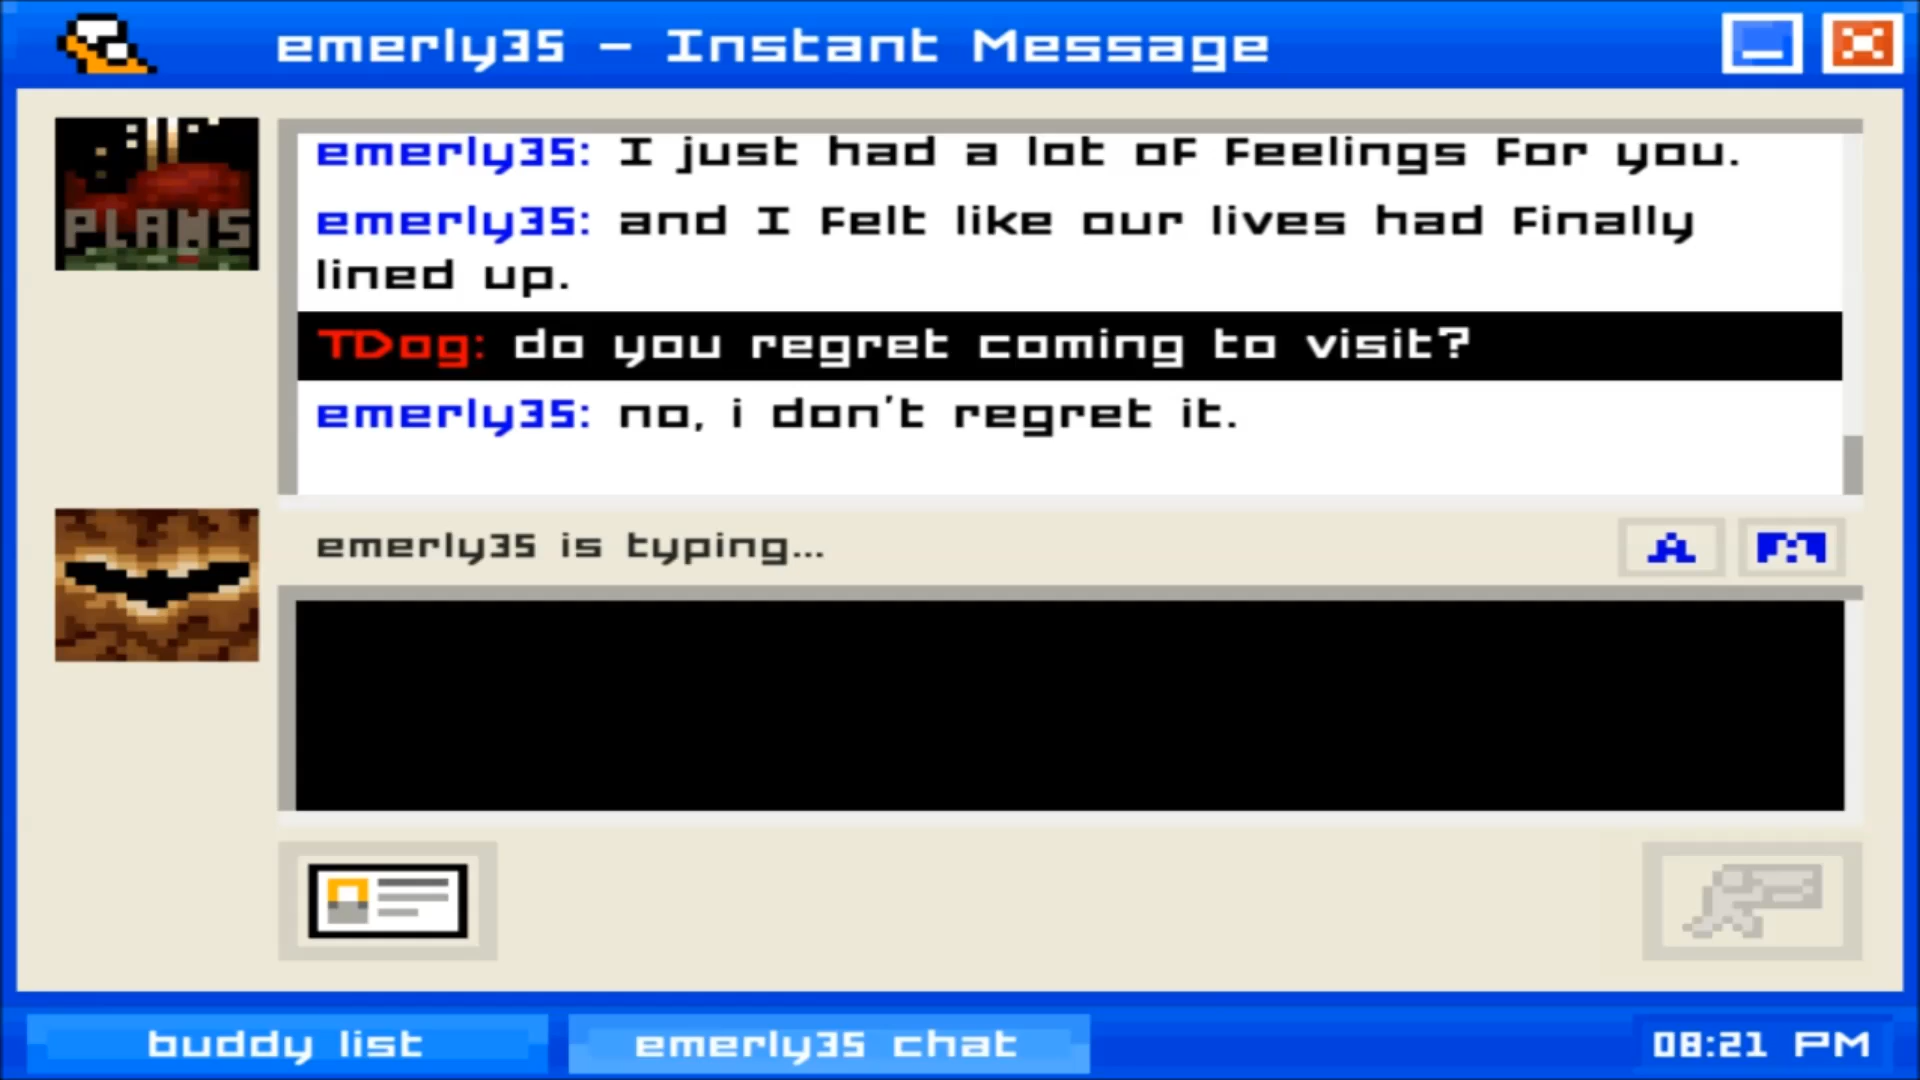 emerly35 - Instant Message
PLANS
emerly35: I just had a lot of feelings for you.
emerly35: and I felt like our lives had finally
lined up.
TDog: do you regret coming to visit?
emerly35: no, i don't regret it.
emerly35 is typing...
A A
buddy list
emerly35 chat
08:21 PM